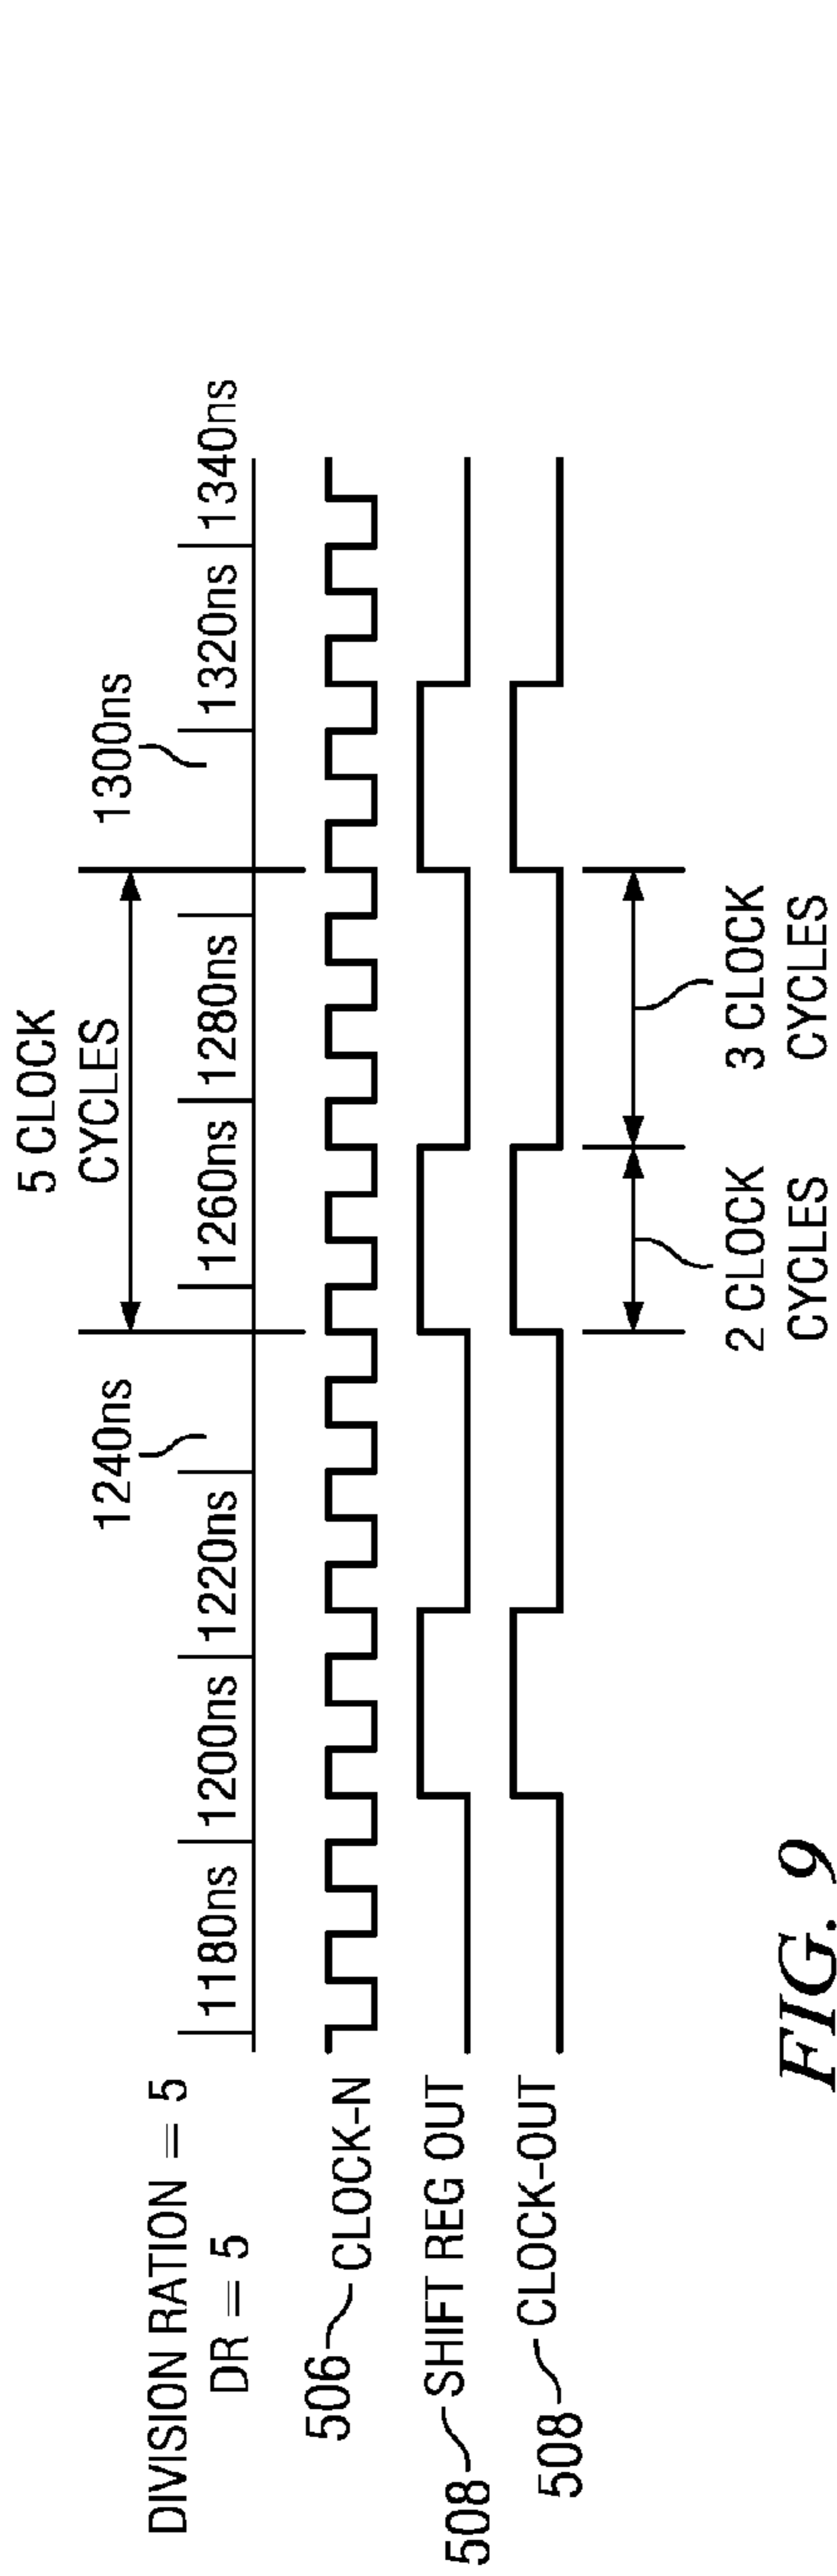 DIVISION RATION = 5
DR = 5
5 CLOCK
CYCLES
1180ns
1200ns
1220ns
1240ns
1260ns
1280ns
1300ns
1320ns
1340ns
506 CLOCK-N
508 SHIFT REG OUT
508 CLOCK-OUT
2 CLOCK
CYCLES
3 CLOCK
CYCLES
FIG. 9